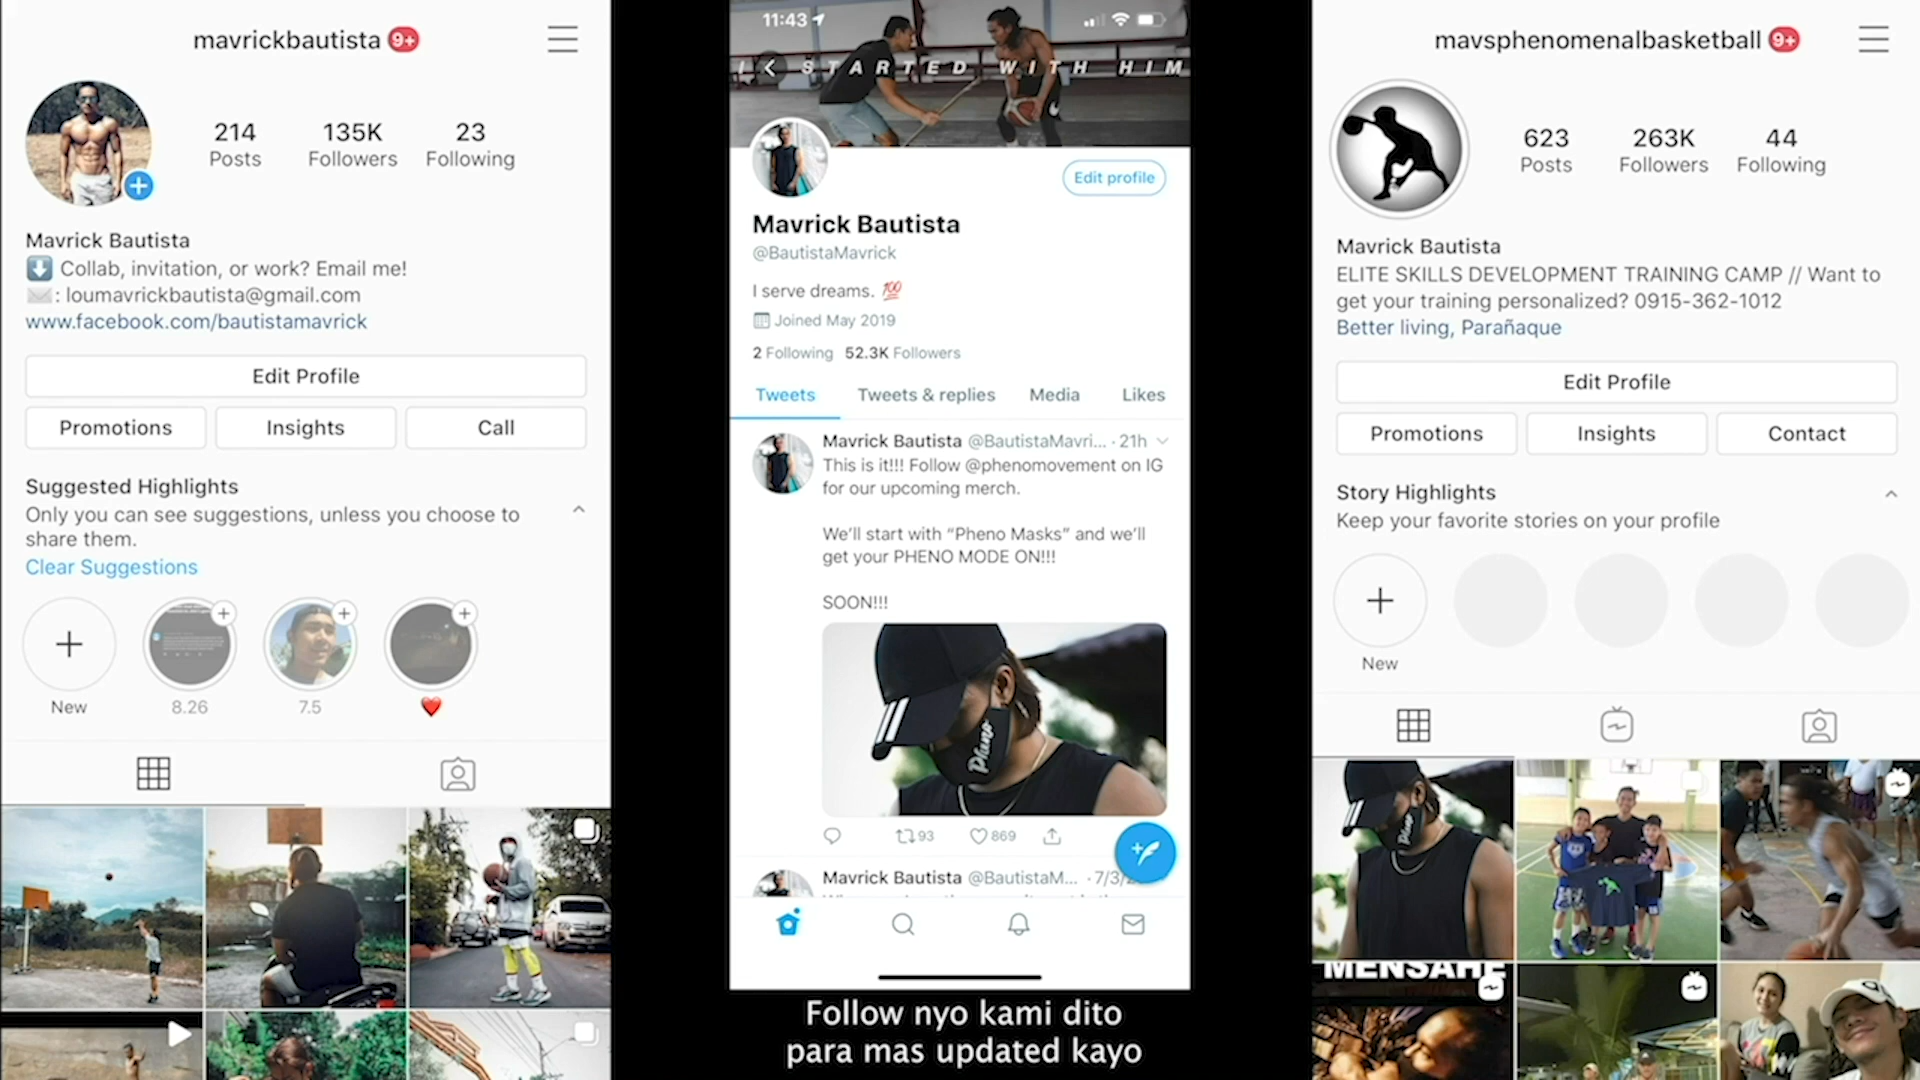 mavrickbautista 9+
214
Posts
135K
Followers
23
Following
Mavrick Bautista
Collab, invitation, or work? Email me!
: loumavrickbautista@gmail.com
www.facebook.com/bautistamavrick
Edit Profile
Promotions
Insights
Call
Suggested Highlights
Only you can see suggestions, unless you choose to
share them.
Clear Suggestions
New
8.26
7.5
11:43
STARTED WITH HIM
Edit profile
Mavrick Bautista
@BautistaMavrick
I serve dreams. 💯
Joined May 2019
2 Following 52.3K Followers
Tweets
Tweets & replies
Media
Likes
Mavrick Bautista @BautistaMavri... · 21h
This is it!!! Follow @phenomovement on IG
for our upcoming merch.
We'll start with “Pheno Masks” and we'll
get your PHENO MODE ON!!!
SOON!!!
Pheno
93
869
Mavrick Bautista @BautistaM... · 7/3/2
Follow nyo kami dito
para mas updated kayo
mavsphenomenalbasketball 9+
623
Posts
263K
Followers
44
Following
Mavrick Bautista
ELITE SKILLS DEVELOPMENT TRAINING CAMP // Want to
get your training personalized? 0915-362-1012
Better living, Parañaque
Edit Profile
Promotions
Insights
Contact
Story Highlights
Keep your favorite stories on your profile
New
Pheno
MENSAHE